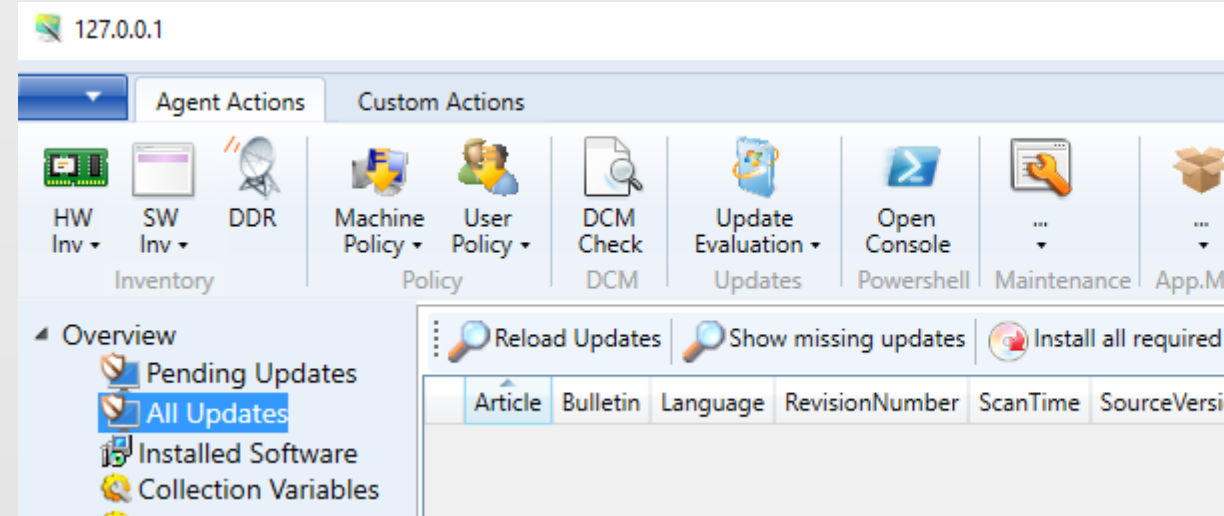 127.0.0.1
Agent Actions Custom Actions
HW Inv SW Inv DDR Machine Policy User Policy DCM Check Update Evaluation Open Console ... ...
Inventory Policy DCM Updates Powershell Maintenance App.M
Overview
Pending Updates
All Updates
Installed Software
Collection Variables
Reload Updates Show missing updates Install all required
Article Bulletin Language RevisionNumber ScanTime SourceVersi